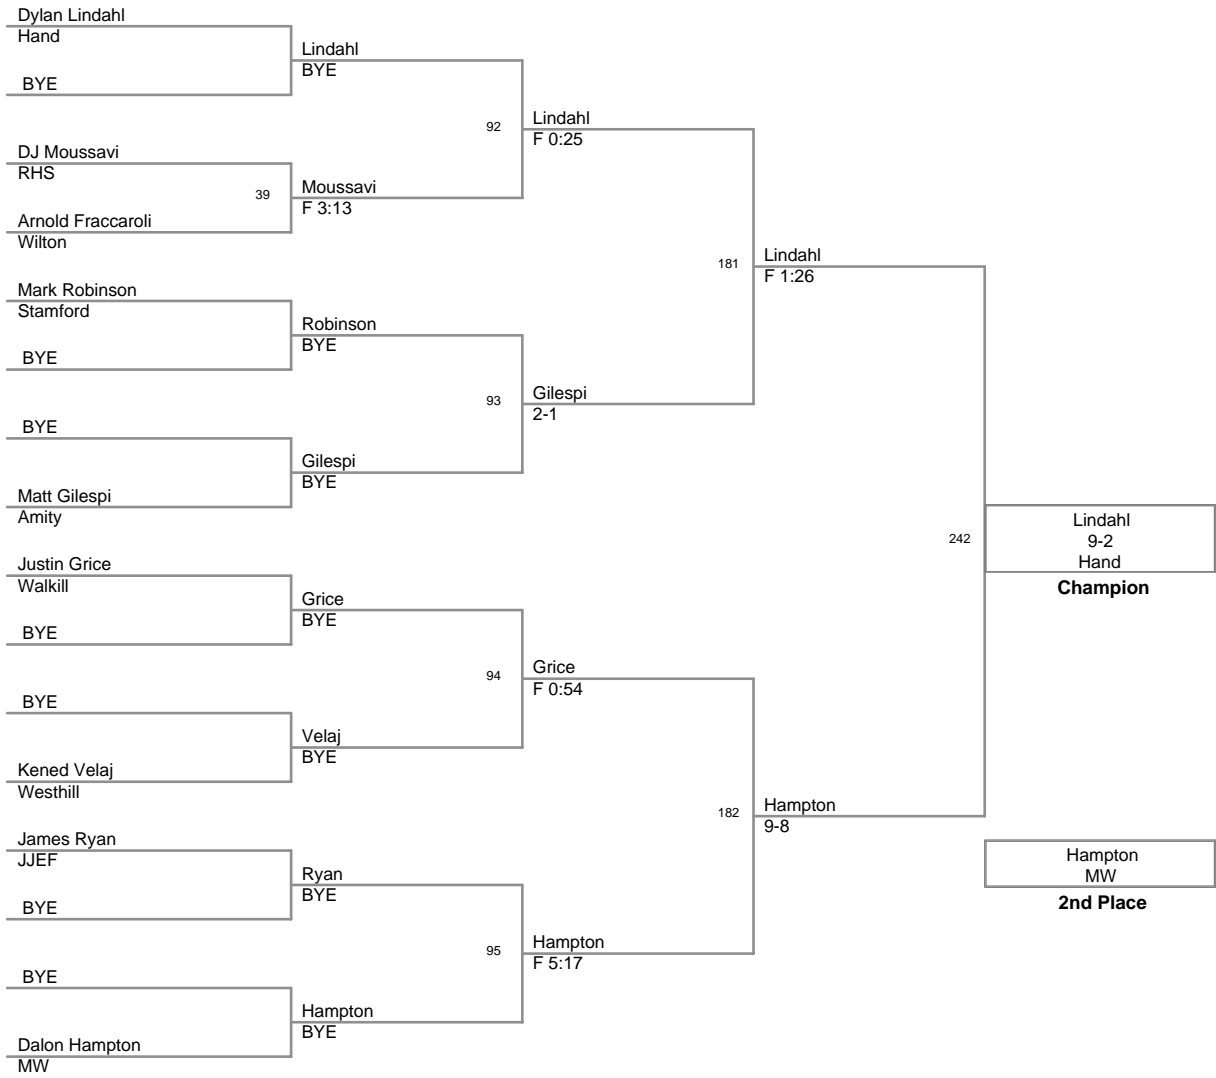 Dylan Lindahl
Hand
BYE
Lindahl
BYE
DJ Moussavi
RHS
39
Arnold Fraccaroli
Wilton
Moussavi
F 3:13
92
Lindahl
F 0:25
Mark Robinson
Stamford
BYE
Robinson
BYE
BYE
Matt Gilespi
Amity
Gilespi
BYE
93
Gilespi
2-1
181
Lindahl
F 1:26
Justin Grice
Walkill
BYE
Grice
BYE
BYE
Kened Velaj
Westhill
Velaj
BYE
94
Grice
F 0:54
James Ryan
JJEF
BYE
Ryan
BYE
BYE
Dalon Hampton
MW
Hampton
BYE
95
Hampton
F 5:17
182
Hampton
9-8
242
Lindahl
9-2
Hand
Champion
Hampton
MW
2nd Place